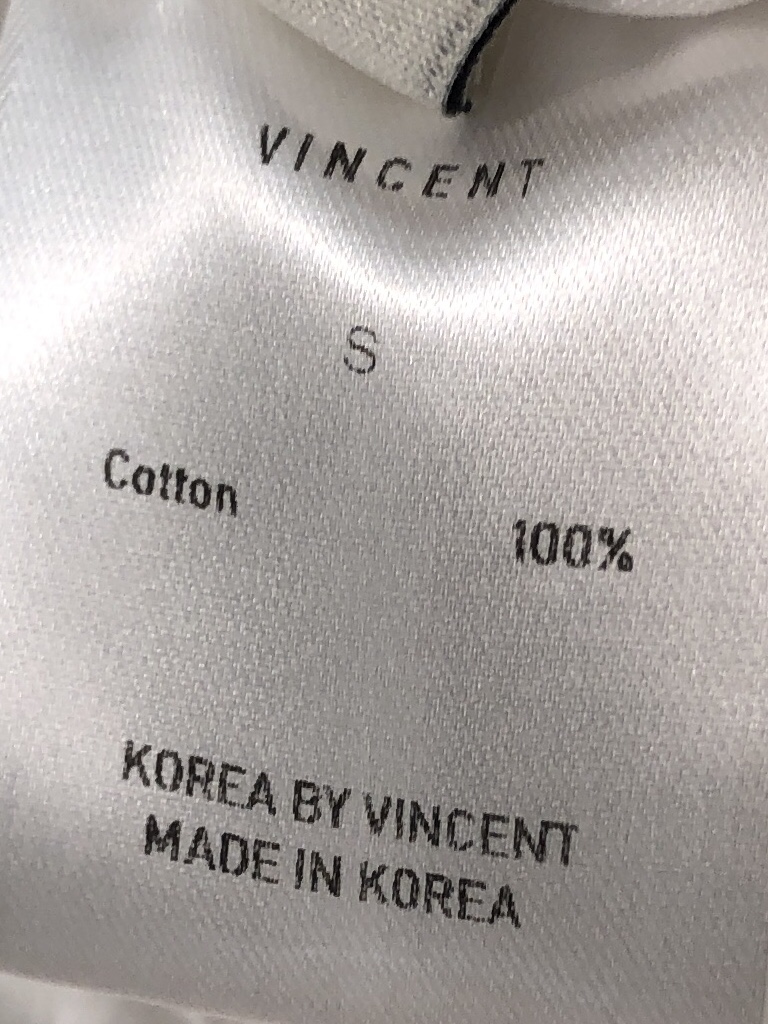 VINCENT
S
Cotton 100%
KOREA BY VINCENT
MADE IN KOREA